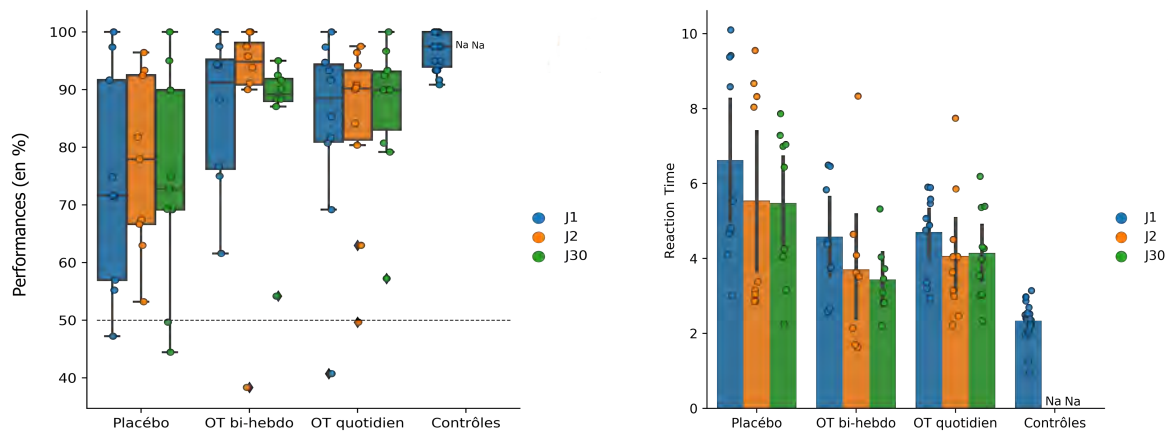 Performances (en %)
100
90
80
70
60
50
40
Na Na
Placébo
OT bi-hebdo
OT quotidien
Contrôles
J1
J2
J30
Reaction Time
10
8
6
4
2
0
Na Na
Placébo
OT bi-hebdo
OT quotidien
Contrôles
J1
J2
J30